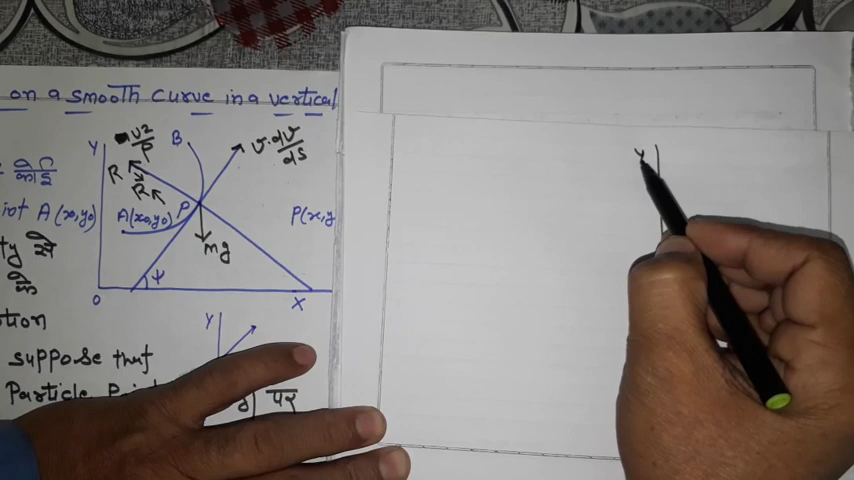 on a smooth curve in a vertical
Y
v²/ρ
B
v·dv/ds
R
R
काई
A(x₀,y₀)
P
iot A(x₀,y₀)
P(x,y
mg
ty से
ψ
के
O
X
tion
Y
suppose that
Particle
पर
Y